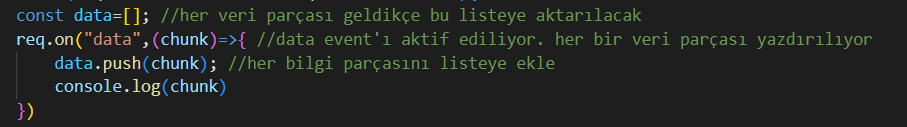 const data=[]; //her veri parçası geldikçe bu listeye aktarılacak
req.on("data",(chunk)=>{ //data event'ı aktif ediliyor. her bir veri parçası yazdırılıyor
    data.push(chunk); //her bilgi parçasını listeye ekle
    console.log(chunk)
})